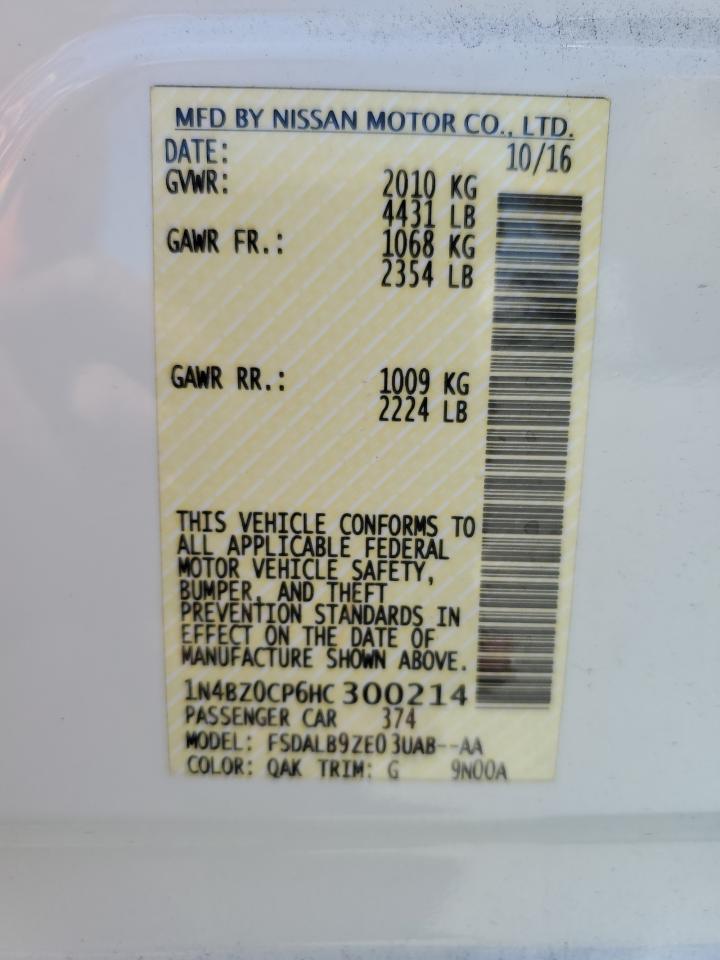 MFD BY NISSAN MOTOR CO., LTD.
DATE: 10/16
GVWR: 2010 KG
4431 LB
GAWR FR.: 1068 KG
2354 LB
GAWR RR.: 1009 KG
2224 LB
THIS VEHICLE CONFORMS TO
ALL APPLICABLE FEDERAL
MOTOR VEHICLE SAFETY,
BUMPER, AND THEFT
PREVENTION STANDARDS IN
EFFECT ON THE DATE OF
MANUFACTURE SHOWN ABOVE.
1N4BZ0CP6HC 300214
PASSENGER CAR 374
MODEL: FSDALB9ZE03UAB--AA
COLOR: QAK TRIM: G 9N00A